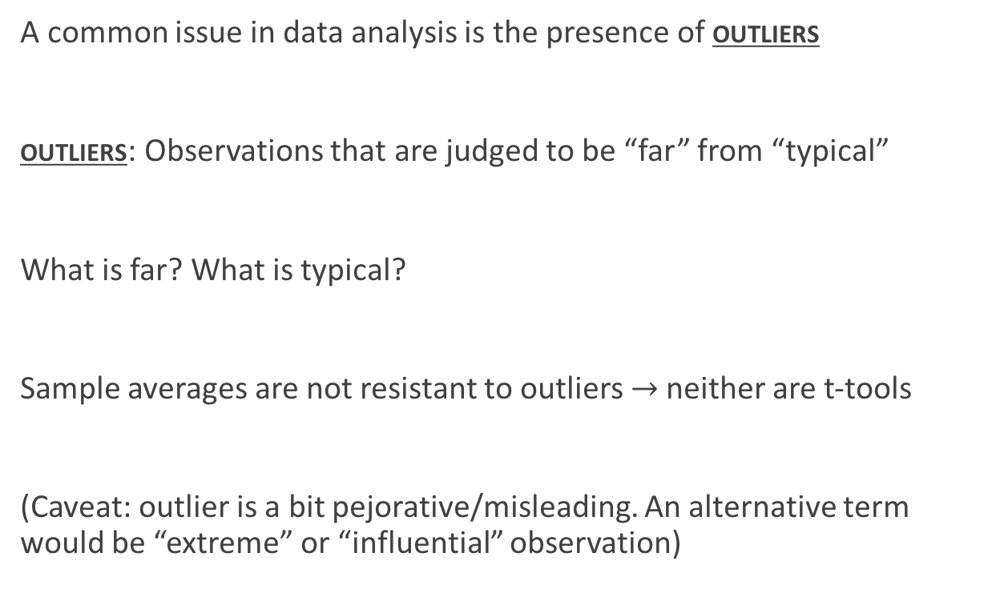 A common issue in data analysis is the presence of OUTLIERS
OUTLIERS: Observations that are judged to be “far” from “typical”
What is far? What is typical?
Sample averages are not resistant to outliers → neither are t-tools
(Caveat: outlier is a bit pejorative/misleading. An alternative term
would be “extreme” or “influential” observation)